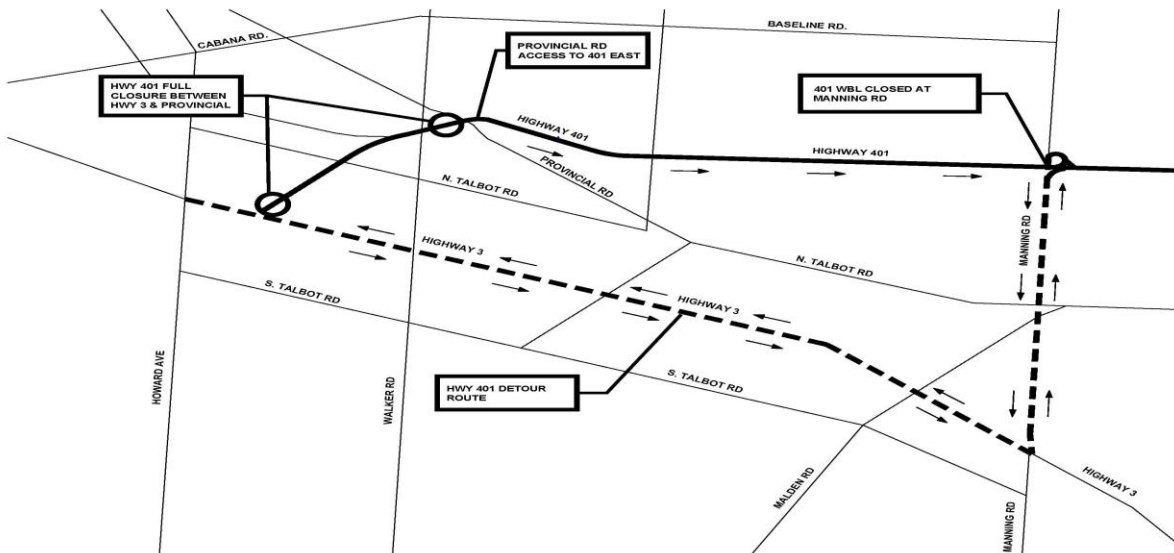 BASELINE RD.
CABANA RD.
PROVINCIAL RD
ACCESS TO 401 EAST
HWY 401 FULL
CLOSURE BETWEEN
HWY 3 & PROVINCIAL
401 WBL CLOSED AT
MANNING RD
HIGHWAY 401
HIGHWAY 401
PROVINCIAL RD
N. TALBOT RD
MANNING RD
HIGHWAY 3
N. TALBOT RD
S. TALBOT RD
HIGHWAY 3
HOWARD AVE
WALKER RD
HWY 401 DETOUR
ROUTE
S. TALBOT RD
MALDEN RD
HIGHWAY 3
MANNING RD